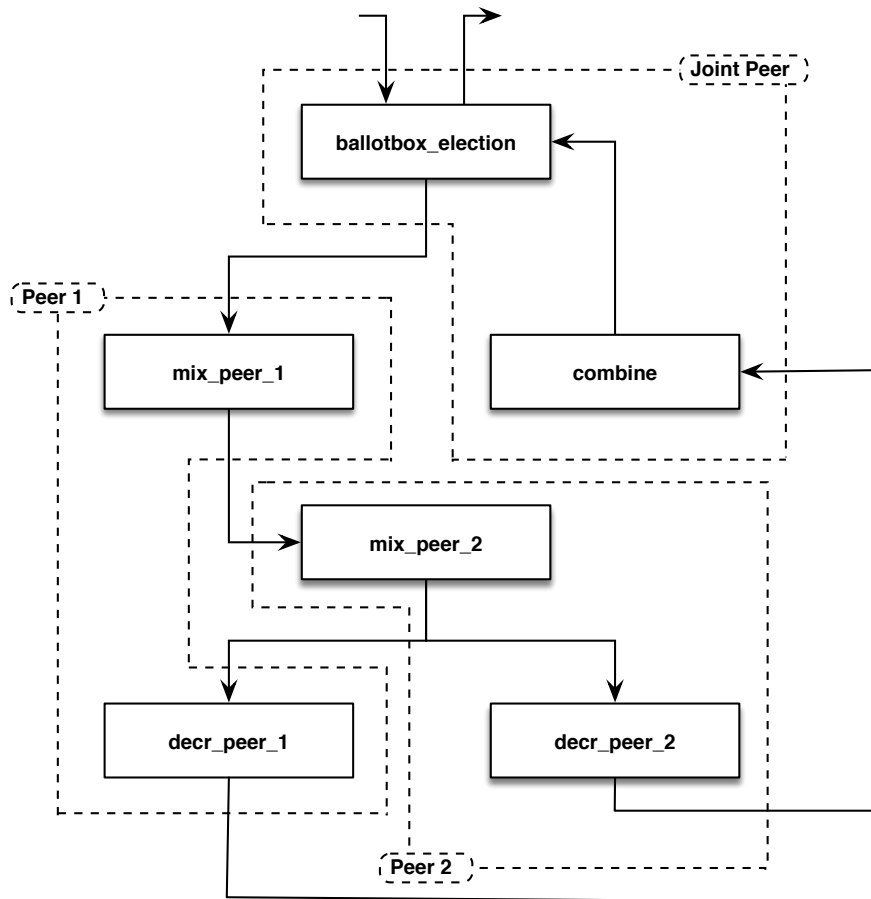 Joint Peer
ballotbox_election
Peer 1
mix_peer_1
combine
mix_peer_2
decr_peer_1
decr_peer_2
Peer 2